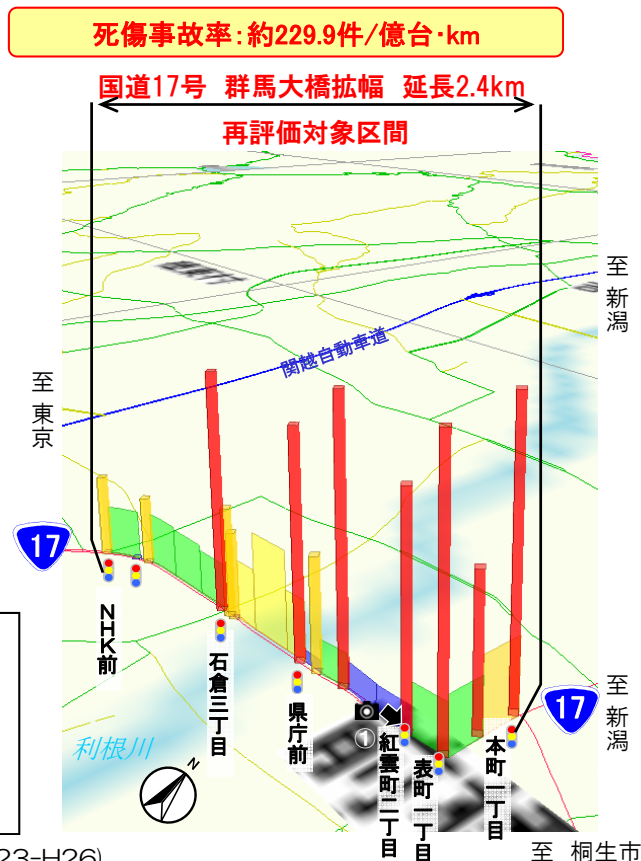 死傷事故率：約229.9件/億台・km
国道17号 群馬大橋拡幅 延長2.4km
再評価対象区間
至 新潟
関越自動車道
至 東京
17
NHK前
石倉三丁目
県庁前
①
紅雲町二丁目
表町一丁目
本町一丁目
17
至 新潟
利根川
N
23-H26)
至 桐生市